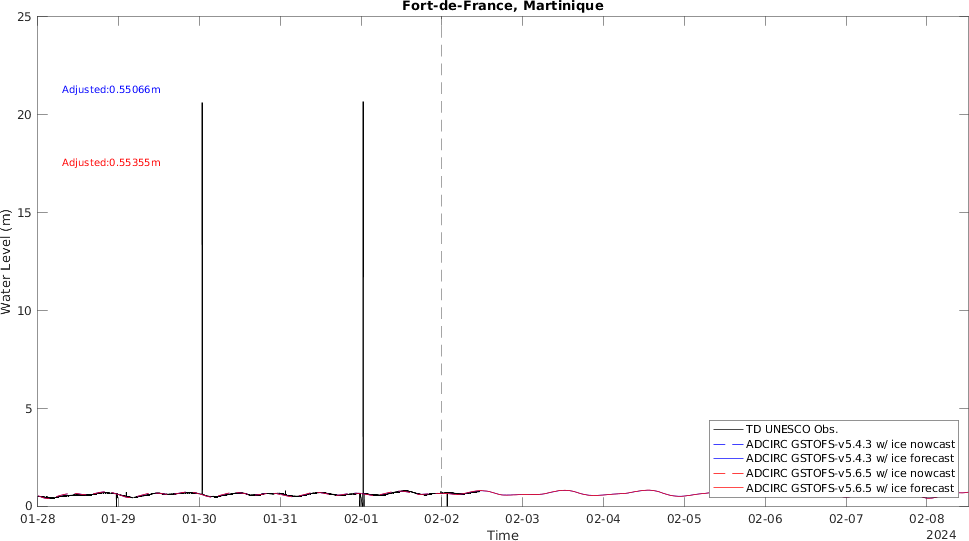 Fort-de-France, Martinique
25
20
15
10
5
0
Water Level (m)
Adjusted:0.55066m
Adjusted:0.55355m
TD UNESCO Obs.
ADCIRC GSTOFS-v5.4.3 w/ ice nowcast
ADCIRC GSTOFS-v5.4.3 w/ ice forecast
ADCIRC GSTOFS-v5.6.5 w/ ice nowcast
ADCIRC GSTOFS-v5.6.5 w/ ice forecast
01-28 01-29 01-30 01-31 02-01 02-02 02-03 02-04 02-05 02-06 02-07 02-08
2024
Time